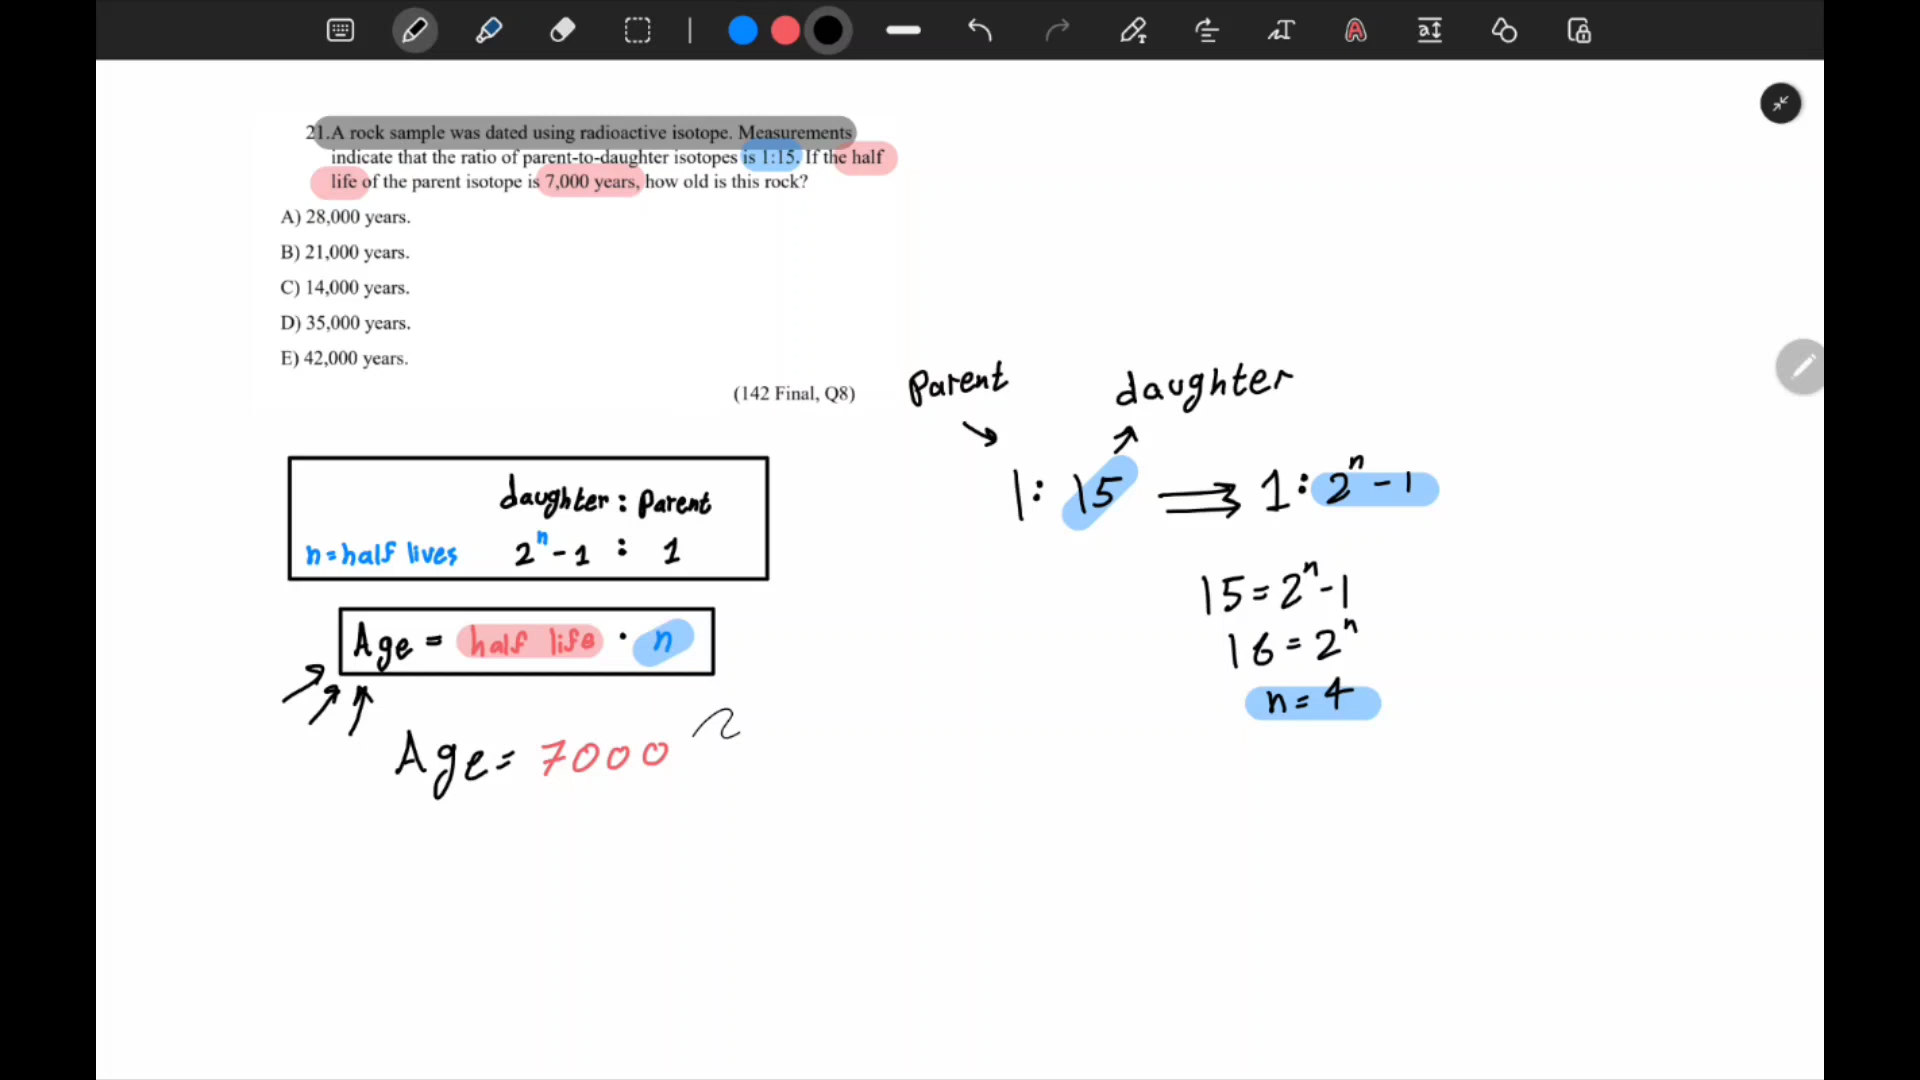 21.A rock sample was dated using radioactive isotope. Measurements
indicate that the ratio of parent-to-daughter isotopes is 1:15. If the half
life of the parent isotope is 7,000 years, how old is this rock?
A) 28,000 years.
B) 21,000 years.
C) 14,000 years.
D) 35,000 years.
E) 42,000 years.
(142 Final, Q8)
Parent daughter
1: 15 ⟹ 1:2ⁿ-1
daughter : Parent
n=half lives 2ⁿ-1 : 1
15=2ⁿ-1
16=2ⁿ
n=4
Age = half life · n
Age= 7000